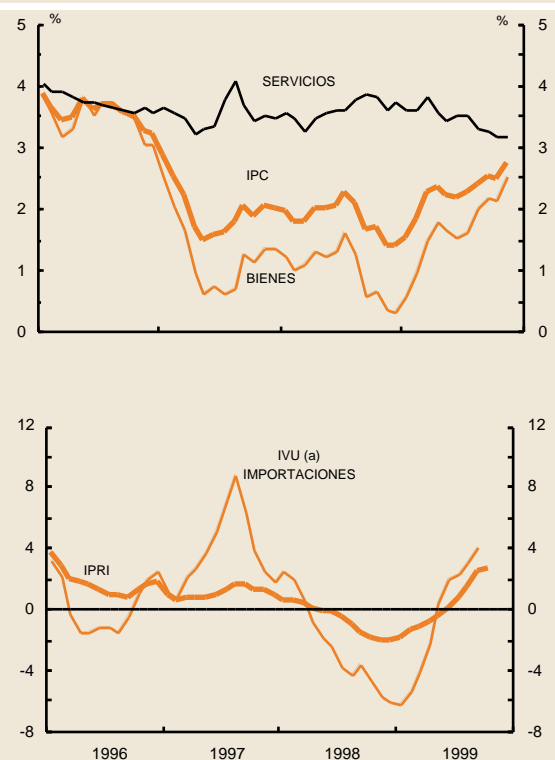 % %
5 5
4 4
SERVICIOS
3 3
IPC
2 2
1 1
BIENES
0 0
12 12
IVU (a)
IMPORTACIONES
8 8
4 4
IPRI
0 0
-4 -4
-8 -8
1996 1997 1998 1999